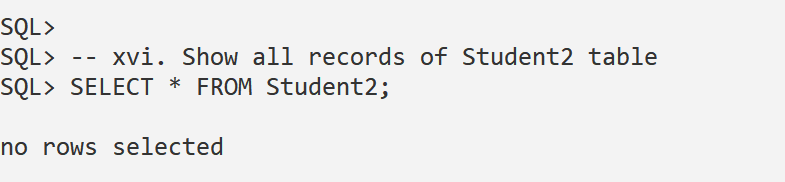 SQL>
SQL> -- xvi. Show all records of Student2 table
SQL> SELECT * FROM Student2;
no rows selected